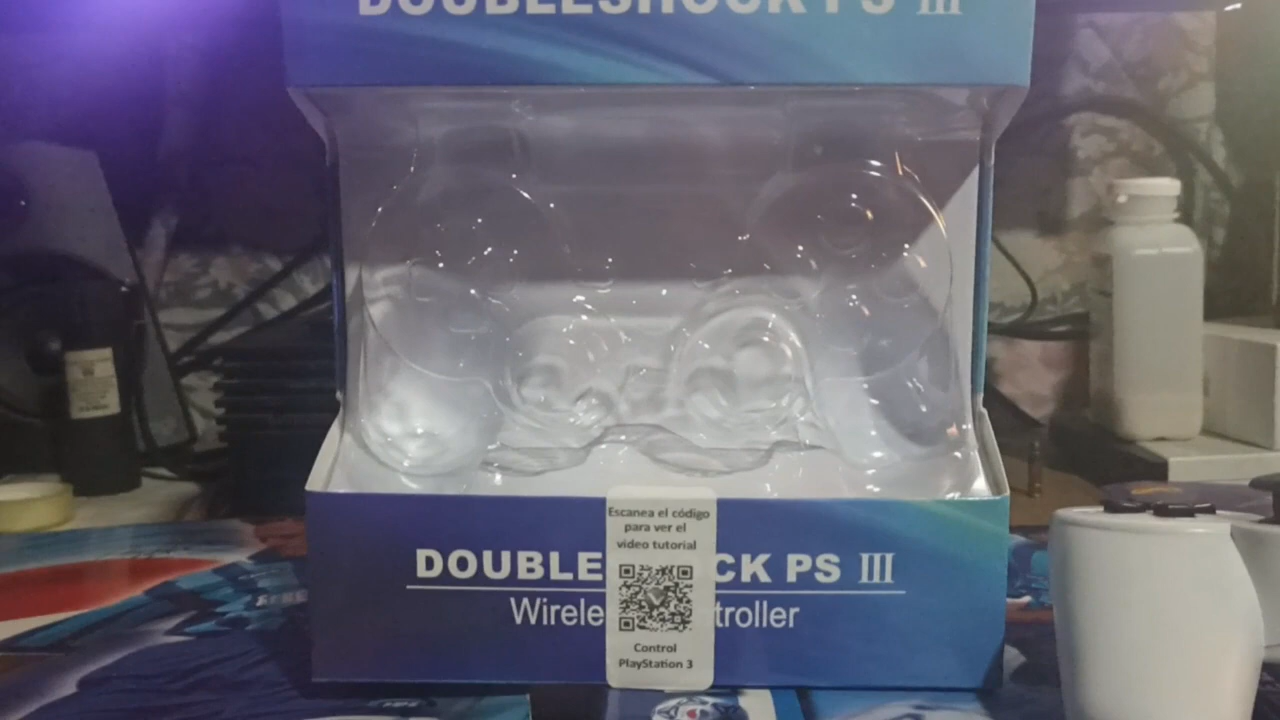 DOUBLESHOCK PS III
Escanea el código
para ver el
video tutorial
DOUBLE CK PS III
Wirele troller
Control
PlayStation 3